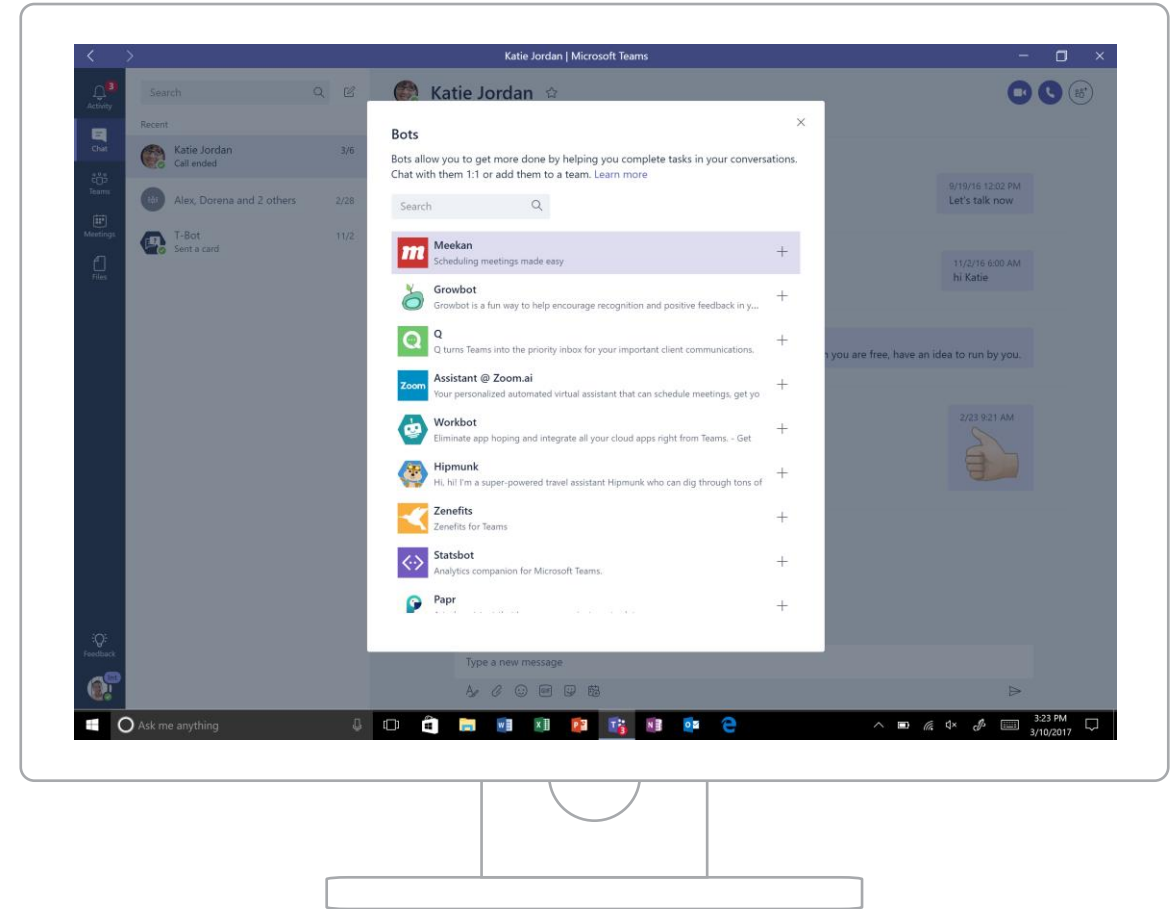 Katie Jordan | Microsoft Teams
3
Activity
Chat
Teams
Meetings
Files
Feedback
Search
Recent
Katie Jordan 3/6
Call ended
Alex, Dorena and 2 others 2/28
T-Bot 11/2
Sent a card
Katie Jordan
9/19/16 12:02 PM
Let's talk now
11/2/16 6:00 AM
hi Katie
you are free, have an idea to run by you.
2/23 9:21 AM
Bots
Bots allow you to get more done by helping you complete tasks in your conversations.
Chat with them 1:1 or add them to a team. Learn more
Search
m
Meekan
Scheduling meetings made easy
Growbot
Growbot is a fun way to help encourage recognition and positive feedback in y...
Q
Q turns Teams into the priority inbox for your important client communications.
Zoom
Assistant @ Zoom.ai
Your personalized automated virtual assistant that can schedule meetings, get yo
Workbot
Eliminate app hoping and integrate all your cloud apps right from Teams. - Get
Hipmunk
Hi, hi! I'm a super-powered travel assistant Hipmunk who can dig through tons of
Zenefits
Zenefits for Teams
Statsbot
Analytics companion for Microsoft Teams.
Papr
Type a new message
GIF
Ask me anything
3
3:23 PM
3/10/2017